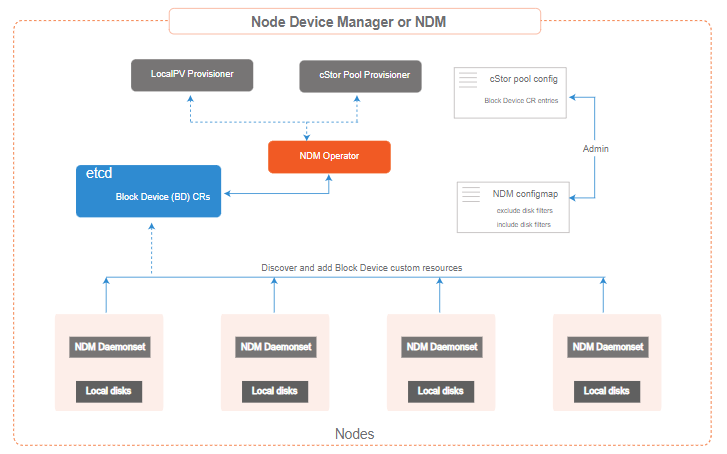 Node Device Manager or NDM
LocalPV Provisioner
cStor Pool Provisioner
cStor pool config
Block Device CR entries
NDM Operator
Admin
etcd
Block Device (BD) CRs
NDM configmap
exclude disk filters
include disk filters
Discover and add Block Device custom resources
NDM Daemonset
NDM Daemonset
NDM Daemonset
NDM Daemonset
Local disks
Local disks
Local disks
Local disks
Nodes